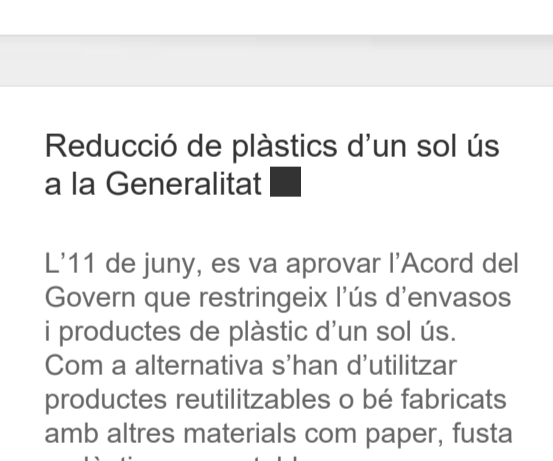 Reducció de plàstics d’un sol ús
a la Generalitat
L’11 de juny, es va aprovar l’Acord del
Govern que restringeix l’ús d’envasos
i productes de plàstic d’un sol ús.
Com a alternativa s’han d’utilitzar
productes reutilitzables o bé fabricats
amb altres materials com paper, fusta